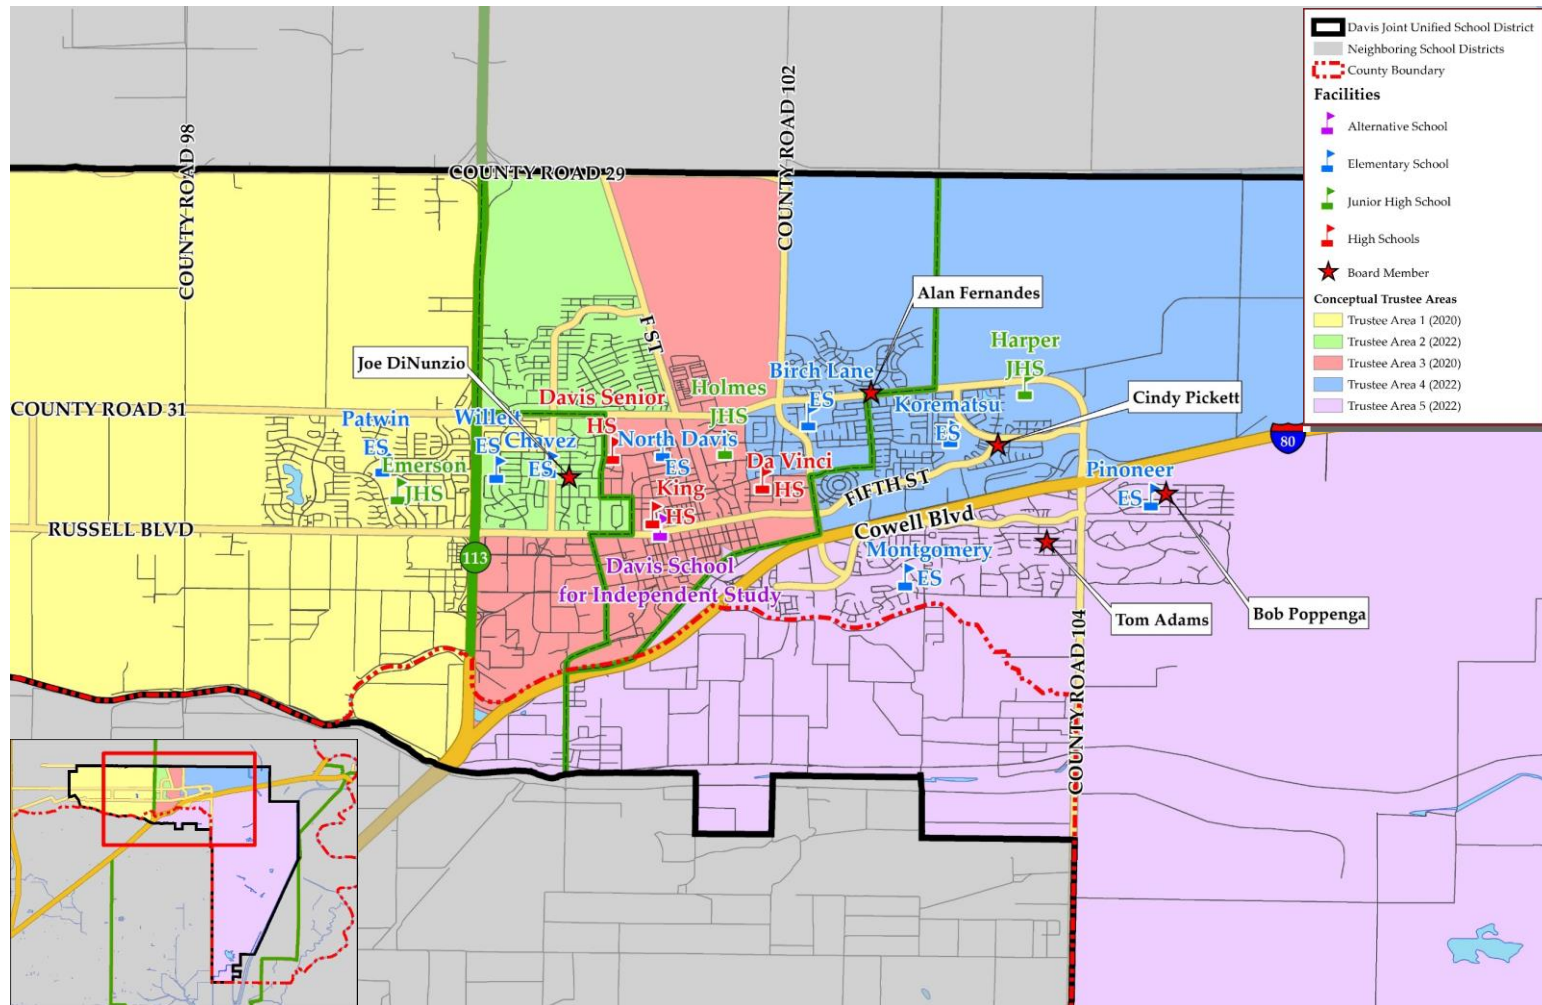 Davis Joint Unified School District
Neighboring School Districts
County Boundary
Facilities
Alternative School
Elementary School
Junior High School
High Schools
Board Member
Conceptual Trustee Areas
Trustee Area 1 (2020)
Trustee Area 2 (2022)
Trustee Area 3 (2020)
Trustee Area 4 (2022)
Trustee Area 5 (2022)
COUNTY ROAD 98
COUNTY ROAD 29
COUNTY ROAD 102
F ST
Alan Fernandes
Joe DiNunzio
Harper
JHS
Birch Lane
ES
Cindy Pickett
COUNTY ROAD 31
Patwin
ES
Emerson
JHS
Willett
ES
Chavez
ES
Davis Senior
HS
Holmes
JHS
North Davis
ES
Korematsu
ES
80
Da Vinci
HS
King
HS
FIFTH ST
Pinoneer
ES
RUSSELL BLVD
Cowell Blvd
113
Montgomery
ES
Davis School
for Independent Study
Tom Adams
Bob Poppenga
COUNTY ROAD 104